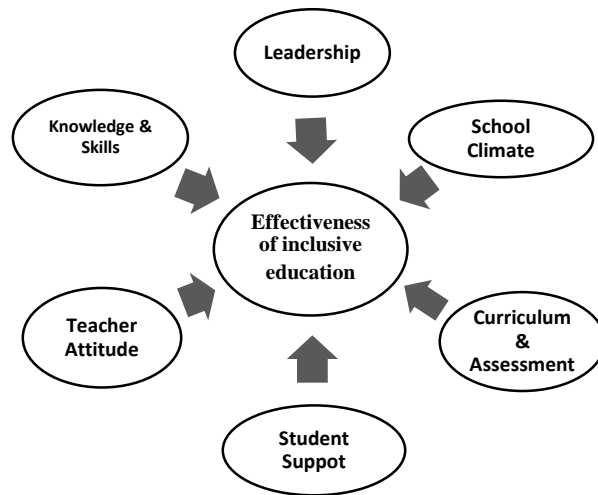 Leadership
Knowledge &
Skills
School
Climate
Effectiveness
of inclusive
education
Teacher
Attitude
Curriculum
&
Assessment
Student
Suppot